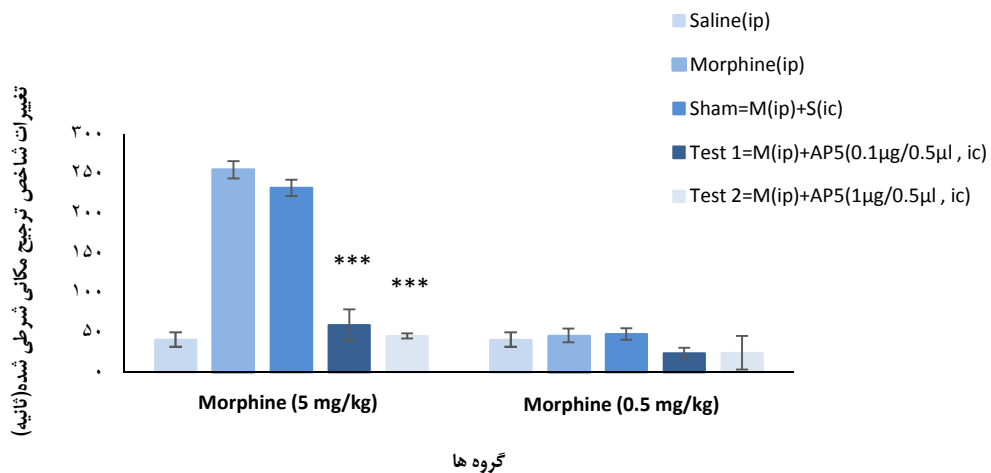 Saline(ip)
Morphine(ip)
Sham=M(ip)+S(ic)
Test 1=M(ip)+AP5(0.1µg/0.5µl , ic)
Test 2=M(ip)+AP5(1µg/0.5µl , ic)
تغییرات شاخص ترجیح مکانی شرطی شده(ثانیه)
۳۰۰
۲۵۰
۲۰۰
۱۵۰
۱۰۰
۵۰
۰
***
***
Morphine (5 mg/kg)
Morphine (0.5 mg/kg)
گروه ها